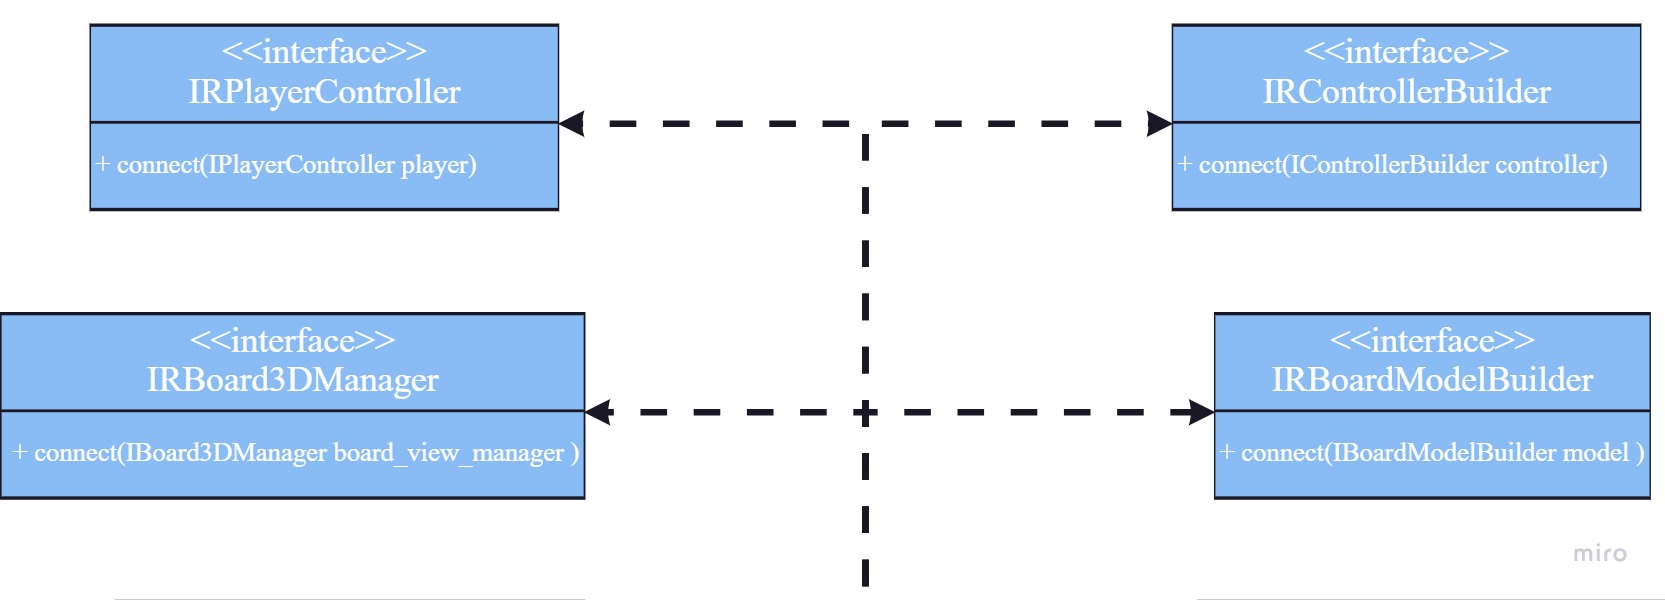 <<interface>>
IRPlayerController
+ connect(IPlayerController player)
<<interface>>
IRControllerBuilder
+ connect(IControllerBuilder controller)
<<interface>>
IRBoard3DManager
+ connect(IBoard3DManager board_view_manager )
<<interface>>
IRBoardModelBuilder
+ connect(IBoardModelBuilder model )
miro